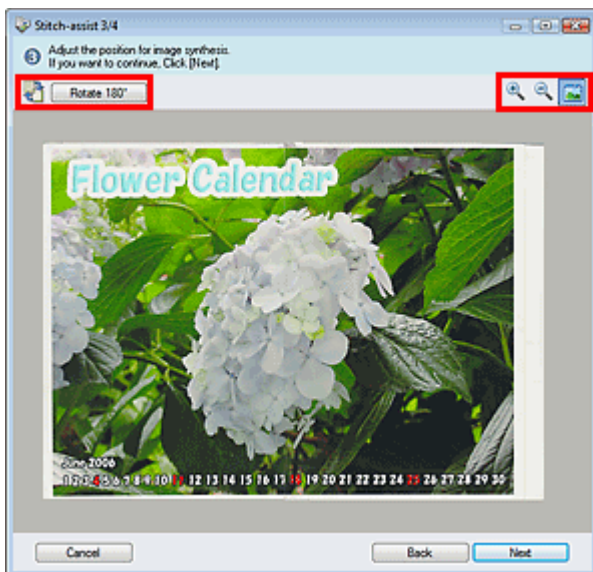 Stitch-assist 3/4
3 Adjust the position for image synthesis.
If you want to continue, Click [Next].
Rotate 180°
Flower Calendar
June 2006
1 2 3 4 5 6 7 8 9 10 11 12 13 14 15 16 17 18 19 20 21 22 23 24 25 26 27 28 29 30
Cancel Back Next